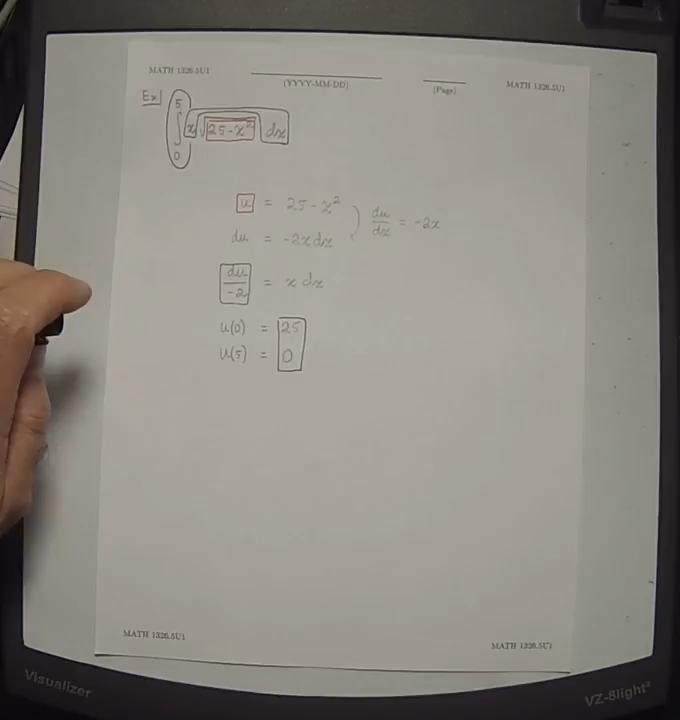 MATH 1326.5U1 (YYYY-MM-DD) (Page) MATH 1326.5U1
Ex) ∫₀⁵ x√(25-x²) dx
u = 25-x²
du/dx = -2x
du = -2x dx
du/-2 = x dx
u(0) = 25
u(5) = 0
MATH 1326.5U1 MATH 1326.5U1
Visualizer VZ-8light³